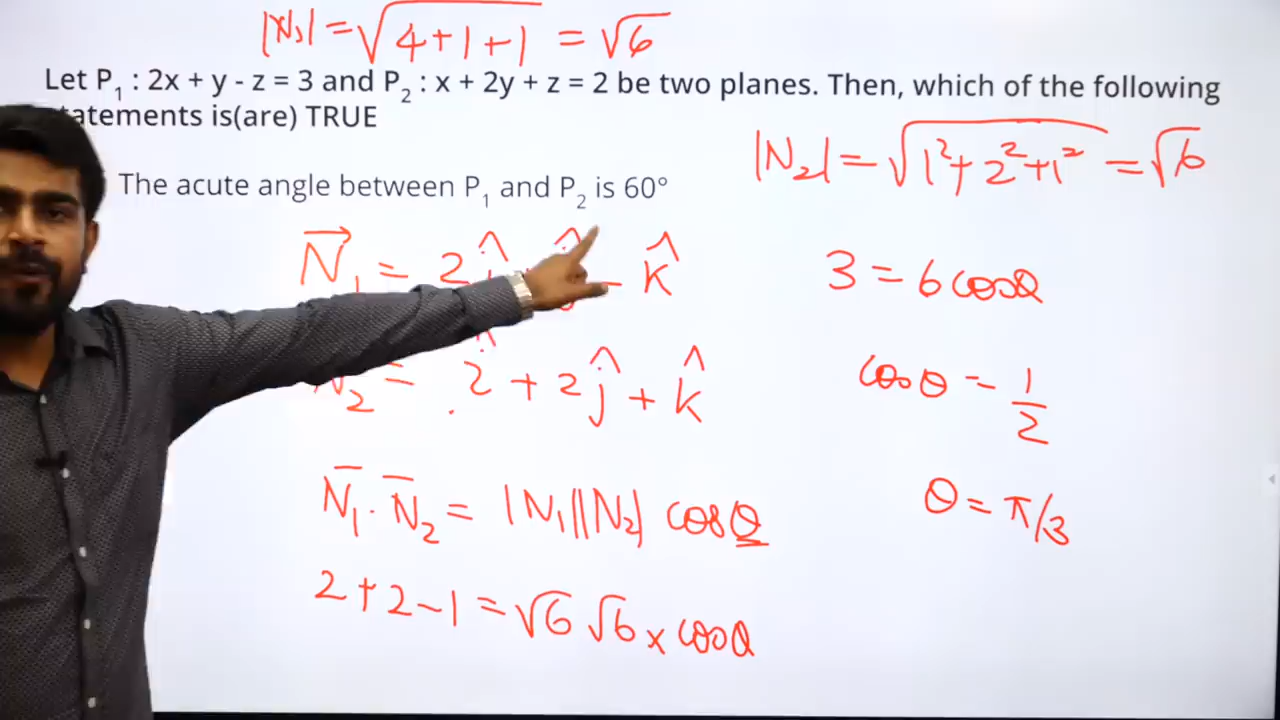 |N₁| = √4+1+1 = √6
Let P₁ : 2x + y - z = 3 and P₂ : x + 2y + z = 2 be two planes. Then, which of the following
is(are) TRUE
|N₂| = √1²+2²+1² = √6
The acute angle between P₁ and P₂ is 60°
N⃗₁ = 2 - k̂
3 = 6 cosθ
N₂ = î + 2ĵ + k̂
cosθ = 1/2
N̄₁ . N̄₂ = |N₁||N₂| cosθ
θ = π/3
2 + 2 - 1 = √6 √6 x cosθ